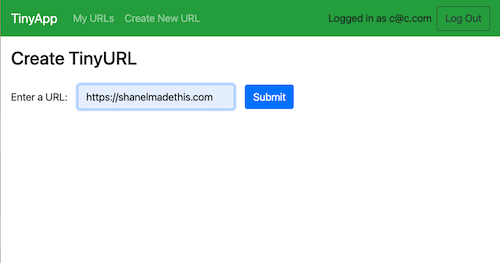 TinyApp My URLs Create New URL Logged in as c@c.com Log Out
Create TinyURL
Enter a URL: https://shanelmadethis.com Submit